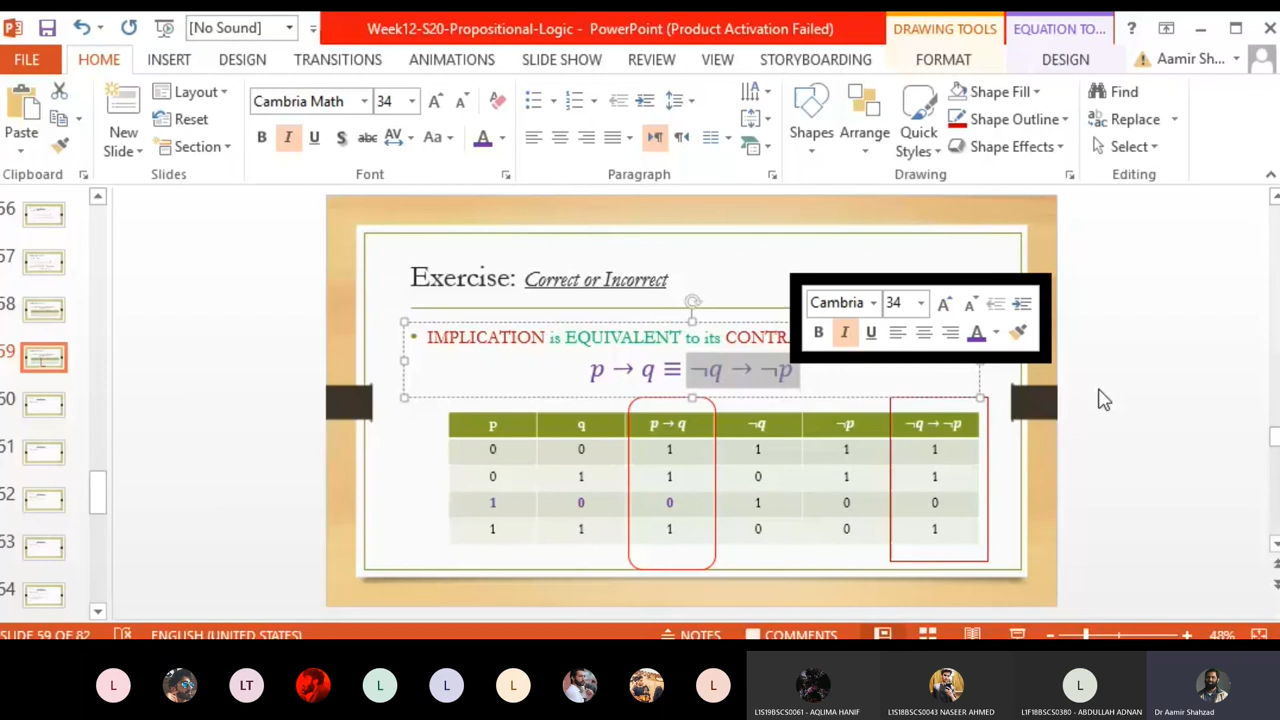 [No Sound]
Week12-S20-Propositional-Logic - PowerPoint (Product Activation Failed)
DRAWING TOOLS
EQUATION TO...
?
FILE
HOME
INSERT
DESIGN
TRANSITIONS
ANIMATIONS
SLIDE SHOW
REVIEW
VIEW
STORYBOARDING
FORMAT
DESIGN
Aamir Sh...
Paste
New
Slide
Layout
Reset
Section
Cambria Math
34
B I U S abc AV Aa A
Shapes
Arrange
Quick
Styles
Shape Fill
Shape Outline
Shape Effects
Find
Replace
Select
Clipboard
Slides
Font
Paragraph
Drawing
Editing
56
57
58
59
60
61
62
63
64
Exercise: Correct or Incorrect
Cambria
34
B I U A
• IMPLICATION is EQUIVALENT to its
p → q ≡ ¬q → ¬p
p q p → q ¬q ¬p ¬q → ¬p
0 0 1 1 1 1
0 1 1 0 1 1
1 0 0 1 0 0
1 1 1 0 0 1
SLIDE 59 OF 82
ENGLISH (UNITED STATES)
NOTES
COMMENTS
48%
L
LT
L
L
L
L
L
L1S19BSCS0061 - AQLIMA HANIF
L1S18BSCS0043 NASEER AHMED
L1F18BSCS0380 - ABDULLAH ADNAN
Dr Aamir Shahzad